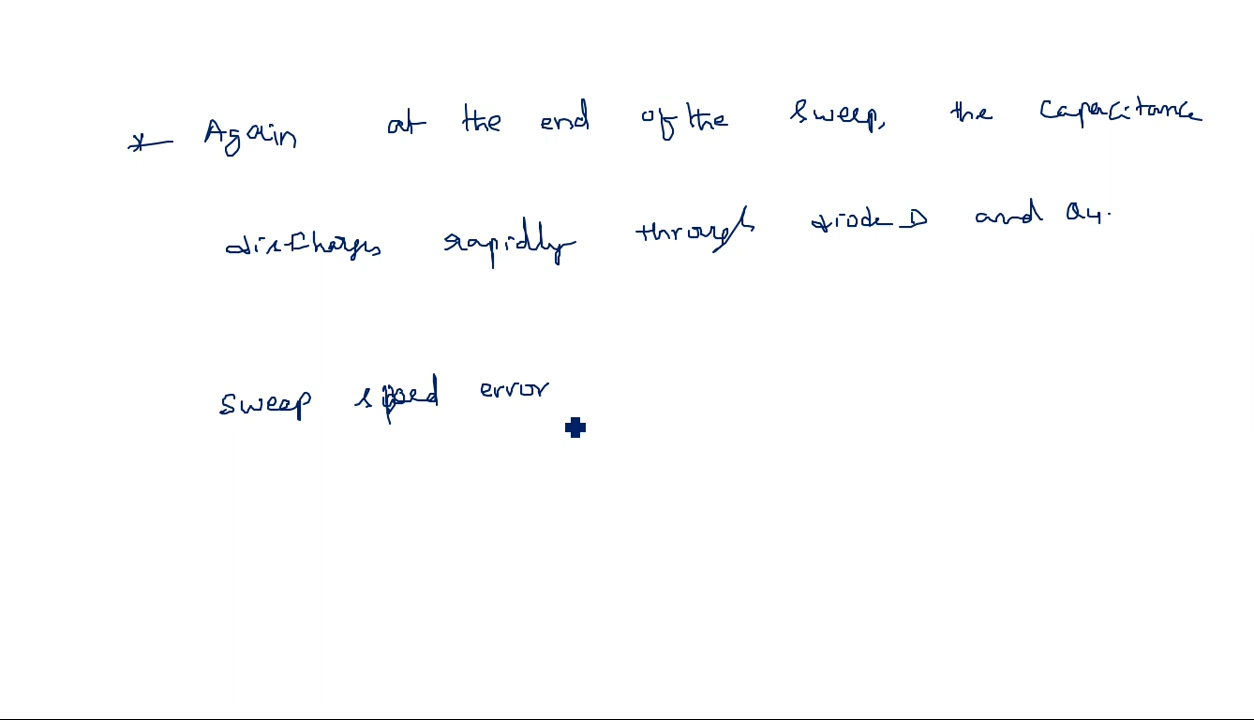 * Again at the end of the sweep, the capacitance
discharges rapidly through diode D and Q4.
sweep speed error